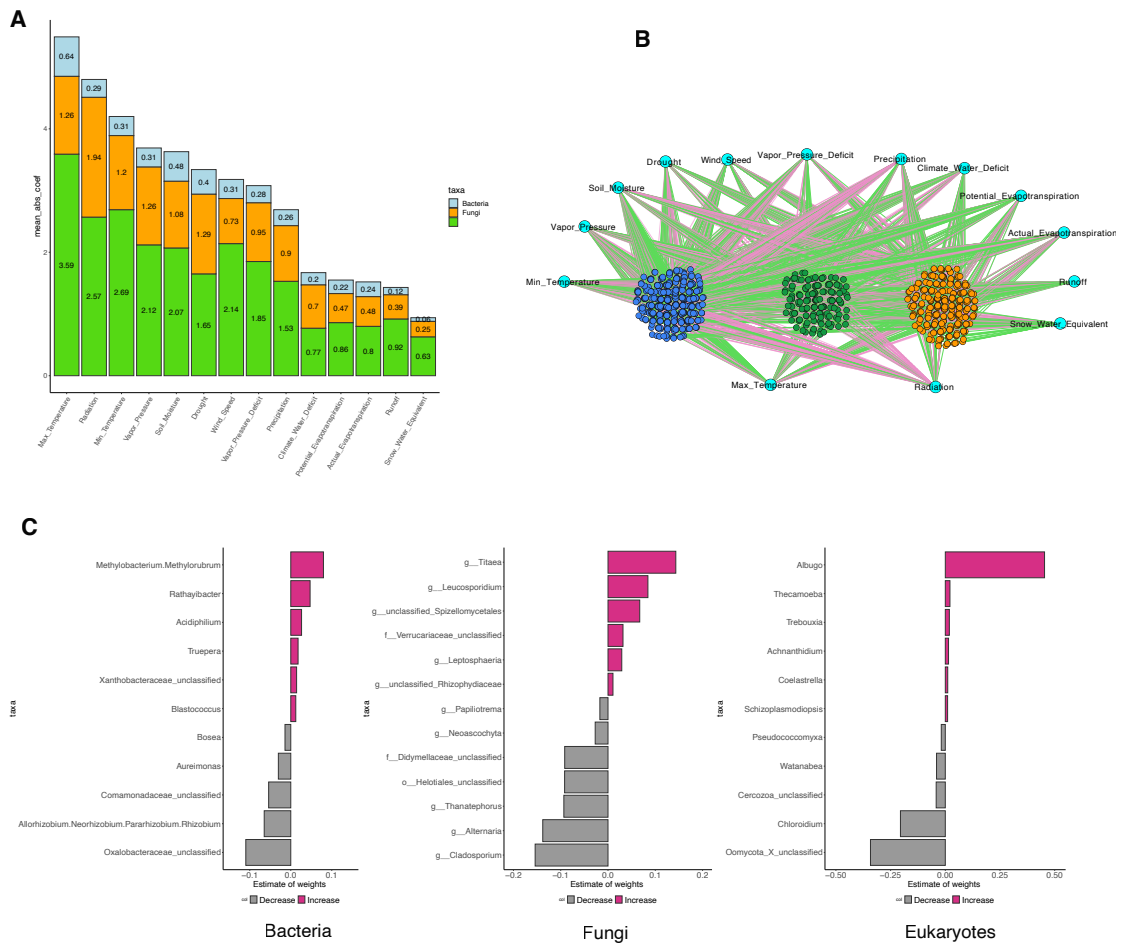 A
B
mean_abs_coef
4
2
0
0.64
1.26
3.59
0.29
1.94
2.57
0.31
1.2
2.69
0.31
1.26
2.12
0.48
1.08
2.07
0.4
1.29
1.65
0.31
0.73
2.14
0.28
0.95
1.85
0.26
0.9
1.53
0.2
0.7
0.77
0.22
0.47
0.86
0.24
0.48
0.8
0.12
0.39
0.92
0.25
0.63
Max_Temperature
Radiation
Min_Temperature
Vapor_Pressure
Soil_Moisture
Drought
Wind_Speed
Vapor_Pressure_Deficit
Precipitation
Climate_Water_Deficit
Potential_Evapotranspiration
Actual_Evapotranspiration
Runoff
Snow_Water_Equivalent
taxa
Bacteria
Fungi
Drought
Wind_Speed
Vapor_Pressure_Deficit
Precipitation
Climate_Water_Deficit
Soil_Moisture
Potential_Evapotranspiration
Vapor_Pressure
Actual_Evapotranspiration
Min_Temperature
Runoff
Snow_Water_Equivalent
Max_Temperature
Radiation
C
taxa
Methylobacterium.Methylorubrum
Rathayibacter
Acidiphilium
Truepera
Xanthobacteraceae_unclassified
Blastococcus
Bosea
Aureimonas
Comamonadaceae_unclassified
Allorhizobium.Neorhizobium.Pararhizobium.Rhizobium
Oxalobacteraceae_unclassified
−0.1 0.0 0.1
Estimate of weights
Decrease Increase
Bacteria
taxa
g__Titaea
g__Leucosporidium
g__unclassified_Spizellomycetales
f__Verrucariaceae_unclassified
g__Leptosphaeria
g__unclassified_Rhizophydiaceae
g__Papiliotrema
g__Neoascochyta
f__Didymellaceae_unclassified
o__Helotiales_unclassified
g__Thanatephorus
g__Alternaria
g__Cladosporium
−0.2 −0.1 0.0 0.1 0.2
Estimate of weights
Decrease Increase
Fungi
taxa
Albugo
Thecamoeba
Trebouxia
Achnanthidium
Coelastrella
Schizoplasmodiopsis
Pseudococcomyxa
Watanabea
Cercozoa_unclassified
Chloroidium
Oomycota_X_unclassified
−0.50 −0.25 0.00 0.25 0.50
Estimate of weights
Decrease Increase
Eukaryotes